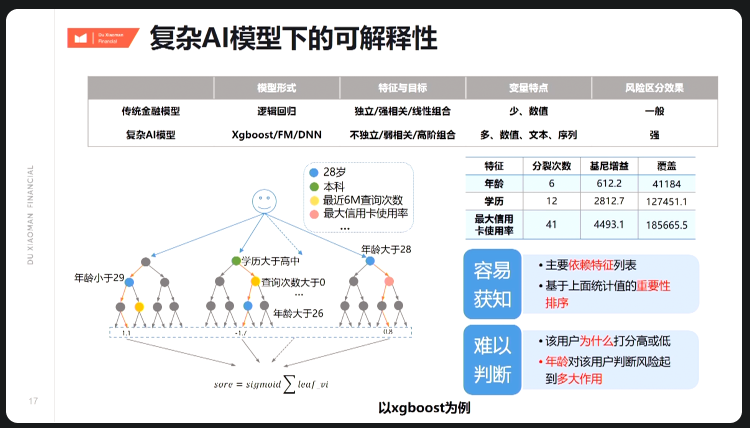 Du Xiaoman
Financial
复杂AI模型下的可解释性
模型形式 特征与目标 变量特点 风险区分效果
传统金融模型 逻辑回归 独立/强相关/线性组合 少、数值 一般
复杂AI模型 Xgboost/FM/DNN 不独立/弱相关/高阶组合 多、数值、文本、序列 强
28岁
本科
最近6M查询次数
最大信用卡使用率
...
年龄大于28
学历大于高中
年龄小于29
查询次数大于0
...
年龄大于26
1.1 -1.7 0.8
sore = sigmoid ∑ leaf_vi
特征 分裂次数 基尼增益 覆盖
年龄 6 612.2 41184
学历 12 2812.7 127451.1
最大信用
卡使用率 41 4493.1 185665.5
容易
获知
• 主要依赖特征列表
• 基于上面统计值的重要性
排序
难以
判断
• 该用户为什么打分高或低
• 年龄对该用户判断风险起
到多大作用
以xgboost为例
DU XIAOMAN FINANCIAL
17